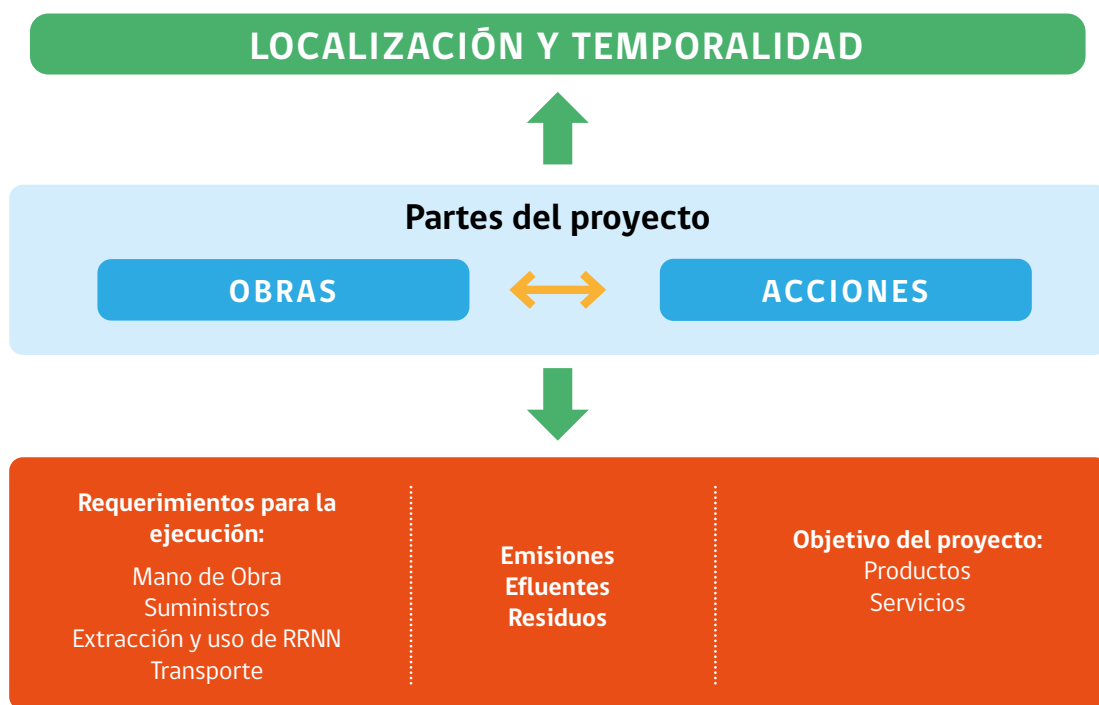 LOCALIZACIÓN Y TEMPORALIDAD
Partes del proyecto
OBRAS
ACCIONES
Requerimientos para la
ejecución:
Mano de Obra
Suministros
Extracción y uso de RRNN
Transporte
Emisiones
Efluentes
Residuos
Objetivo del proyecto:
Productos
Servicios